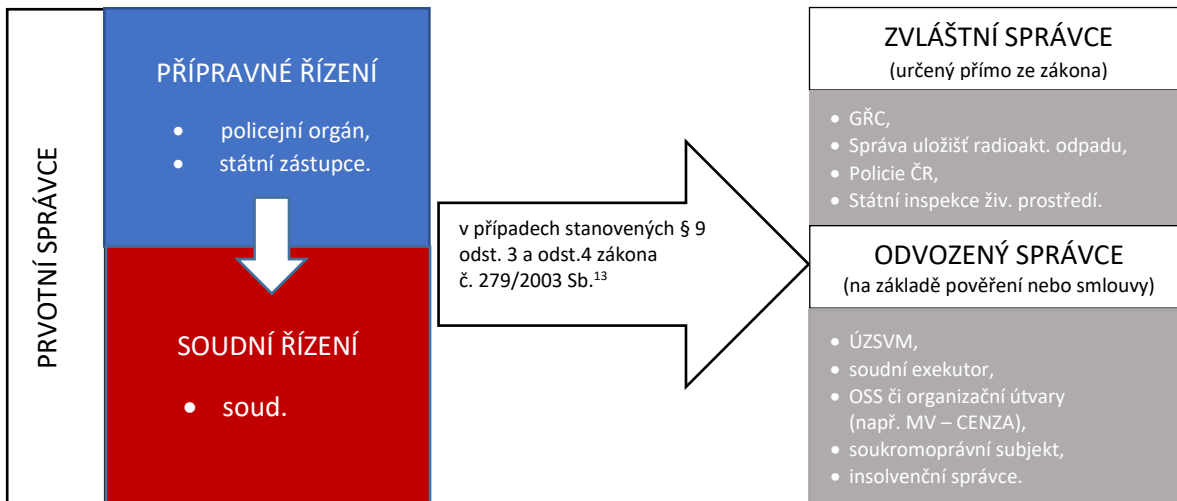 PRVOTNÍ SPRÁVCE
PŘÍPRAVNÉ ŘÍZENÍ
• policejní orgán,
• státní zástupce.
SOUDNÍ ŘÍZENÍ
• soud.
v případech stanovených § 9
odst. 3 a odst.4 zákona
č. 279/2003 Sb.¹³
ZVLÁŠTNÍ SPRÁVCE
(určený přímo ze zákona)
• GŘC,
• Správa uložišť radioakt. odpadu,
• Policie ČR,
• Státní inspekce živ. prostředí.
ODVOZENÝ SPRÁVCE
(na základě pověření nebo smlouvy)
• ÚZSVM,
• soudní exekutor,
• OSS či organizační útvary
(např. MV – CENZA),
• soukromoprávní subjekt,
• insolvenční správce.